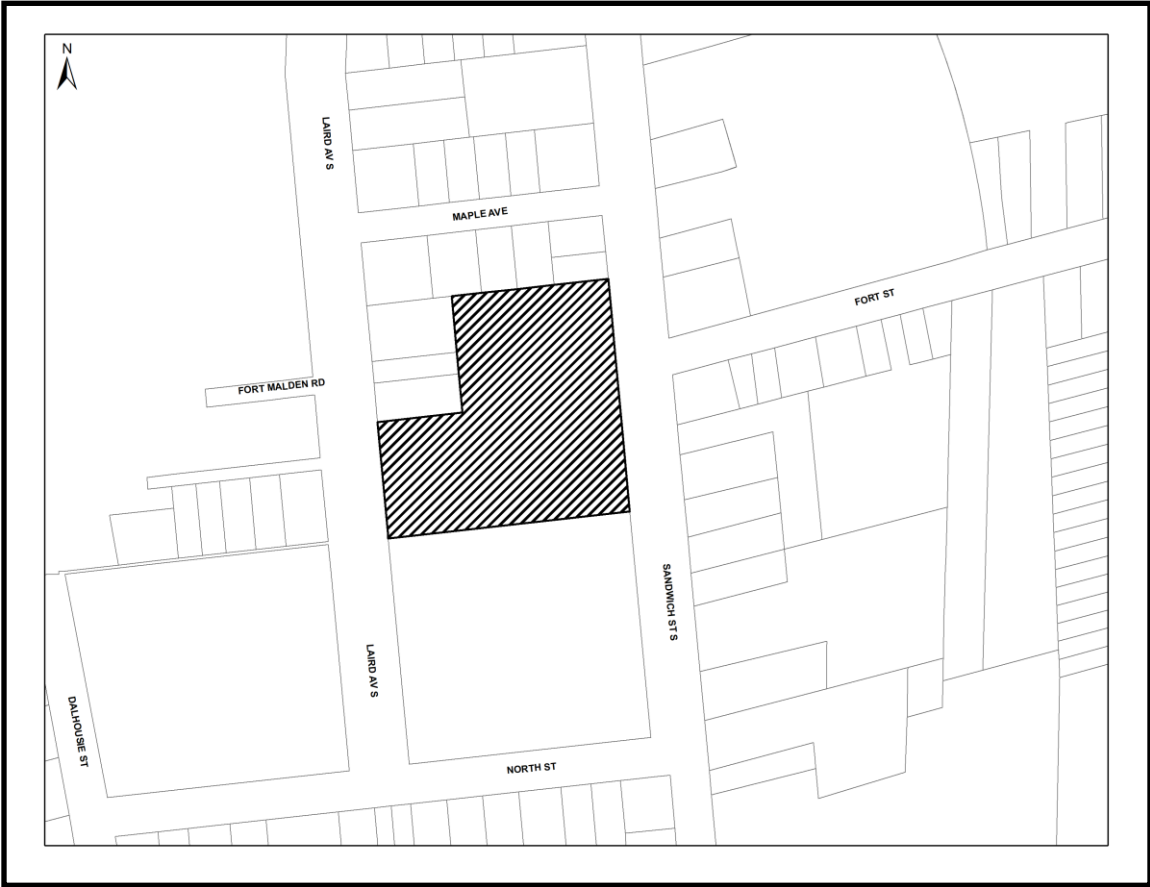 N
LAIRD AV S
MAPLE AVE
FORT ST
FORT MALDEN RD
SANDWICH ST S
LAIRD AV S
DALHOUSIE ST
NORTH ST